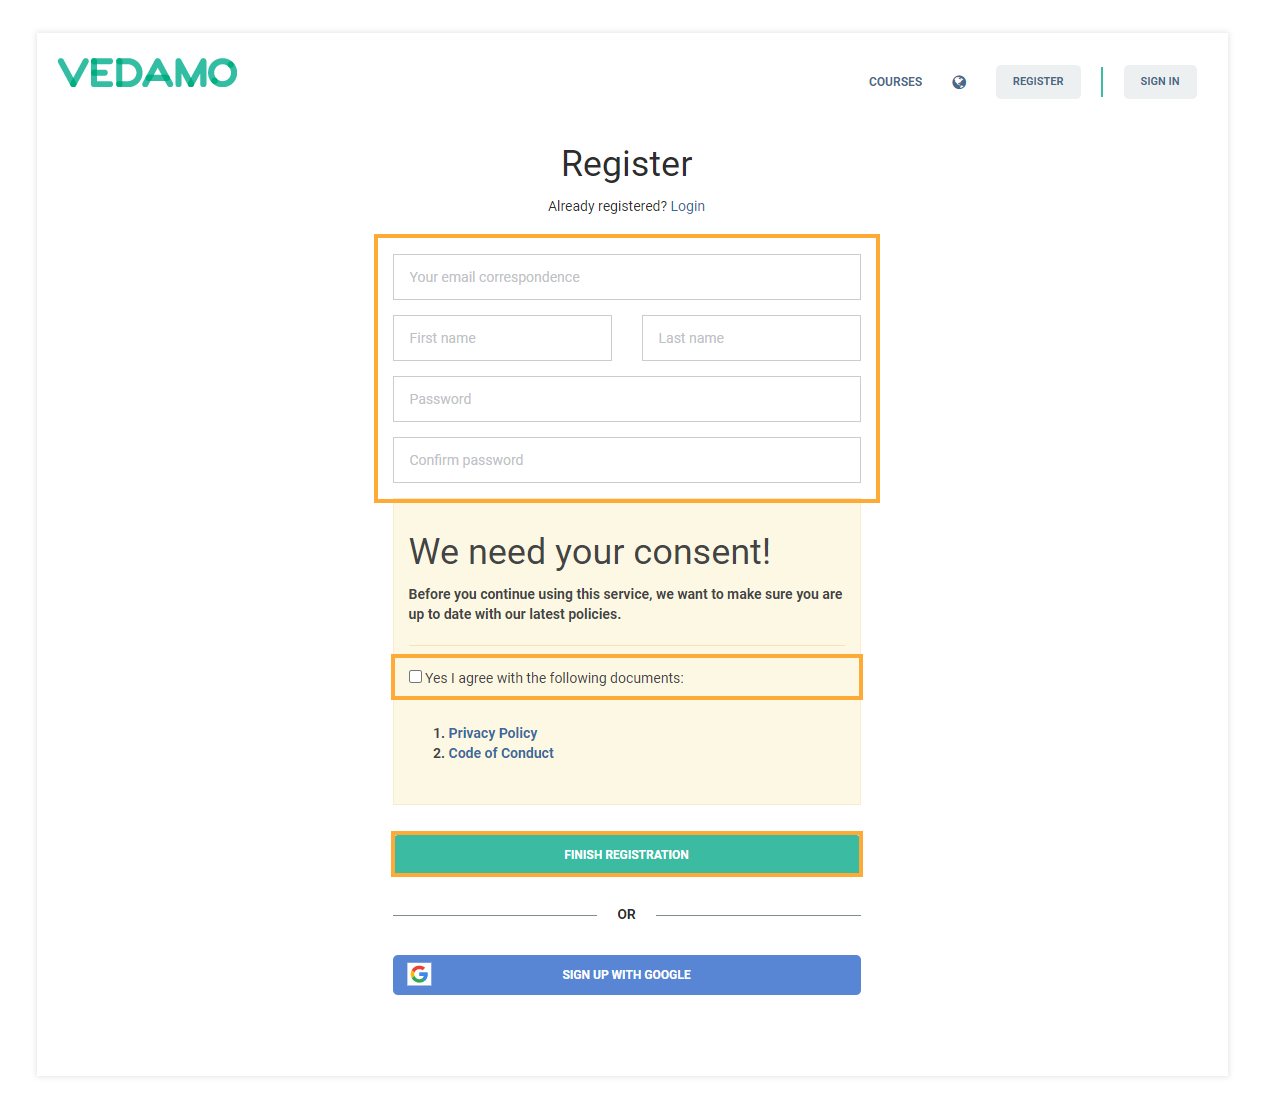 VEDAMO
COURSES
REGISTER
SIGN IN
Register
Already registered? Login
Your email correspondence
First name
Last name
Password
Confirm password
We need your consent!
Before you continue using this service, we want to make sure you are
up to date with our latest policies.
Yes I agree with the following documents:
1. Privacy Policy
2. Code of Conduct
FINISH REGISTRATION
OR
SIGN UP WITH GOOGLE